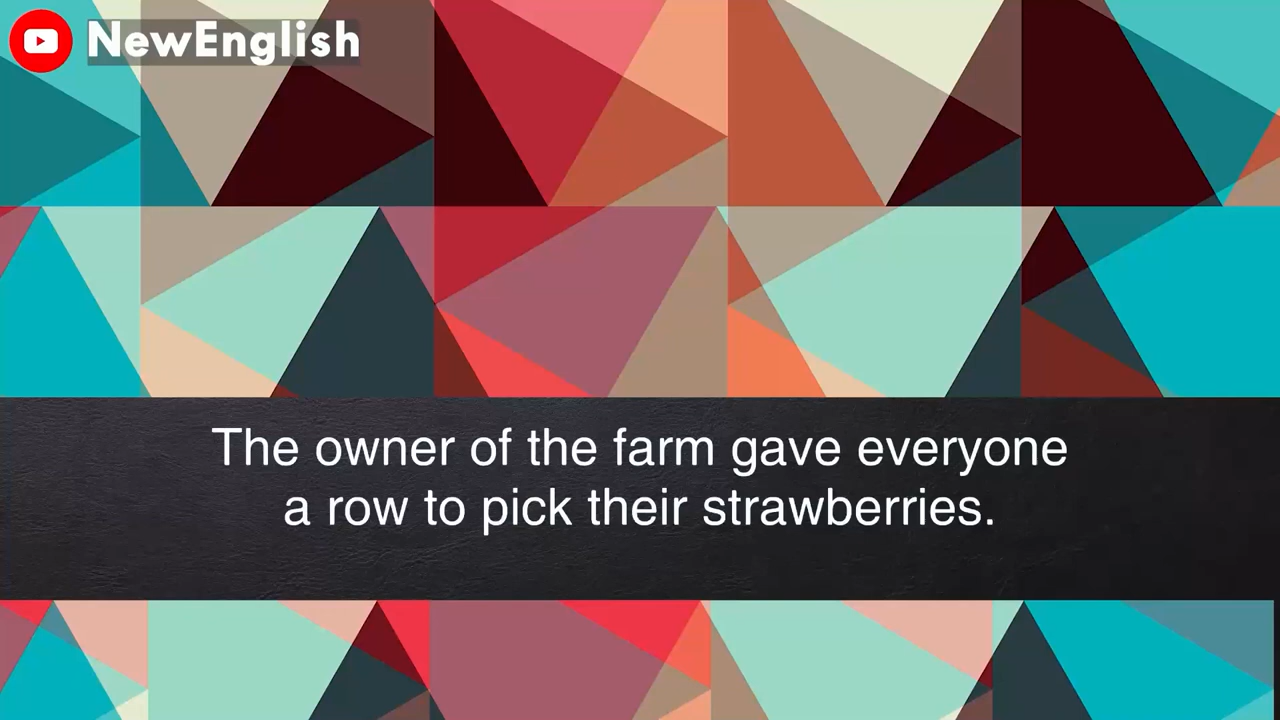 NewEnglish
The owner of the farm gave everyone
a row to pick their strawberries.